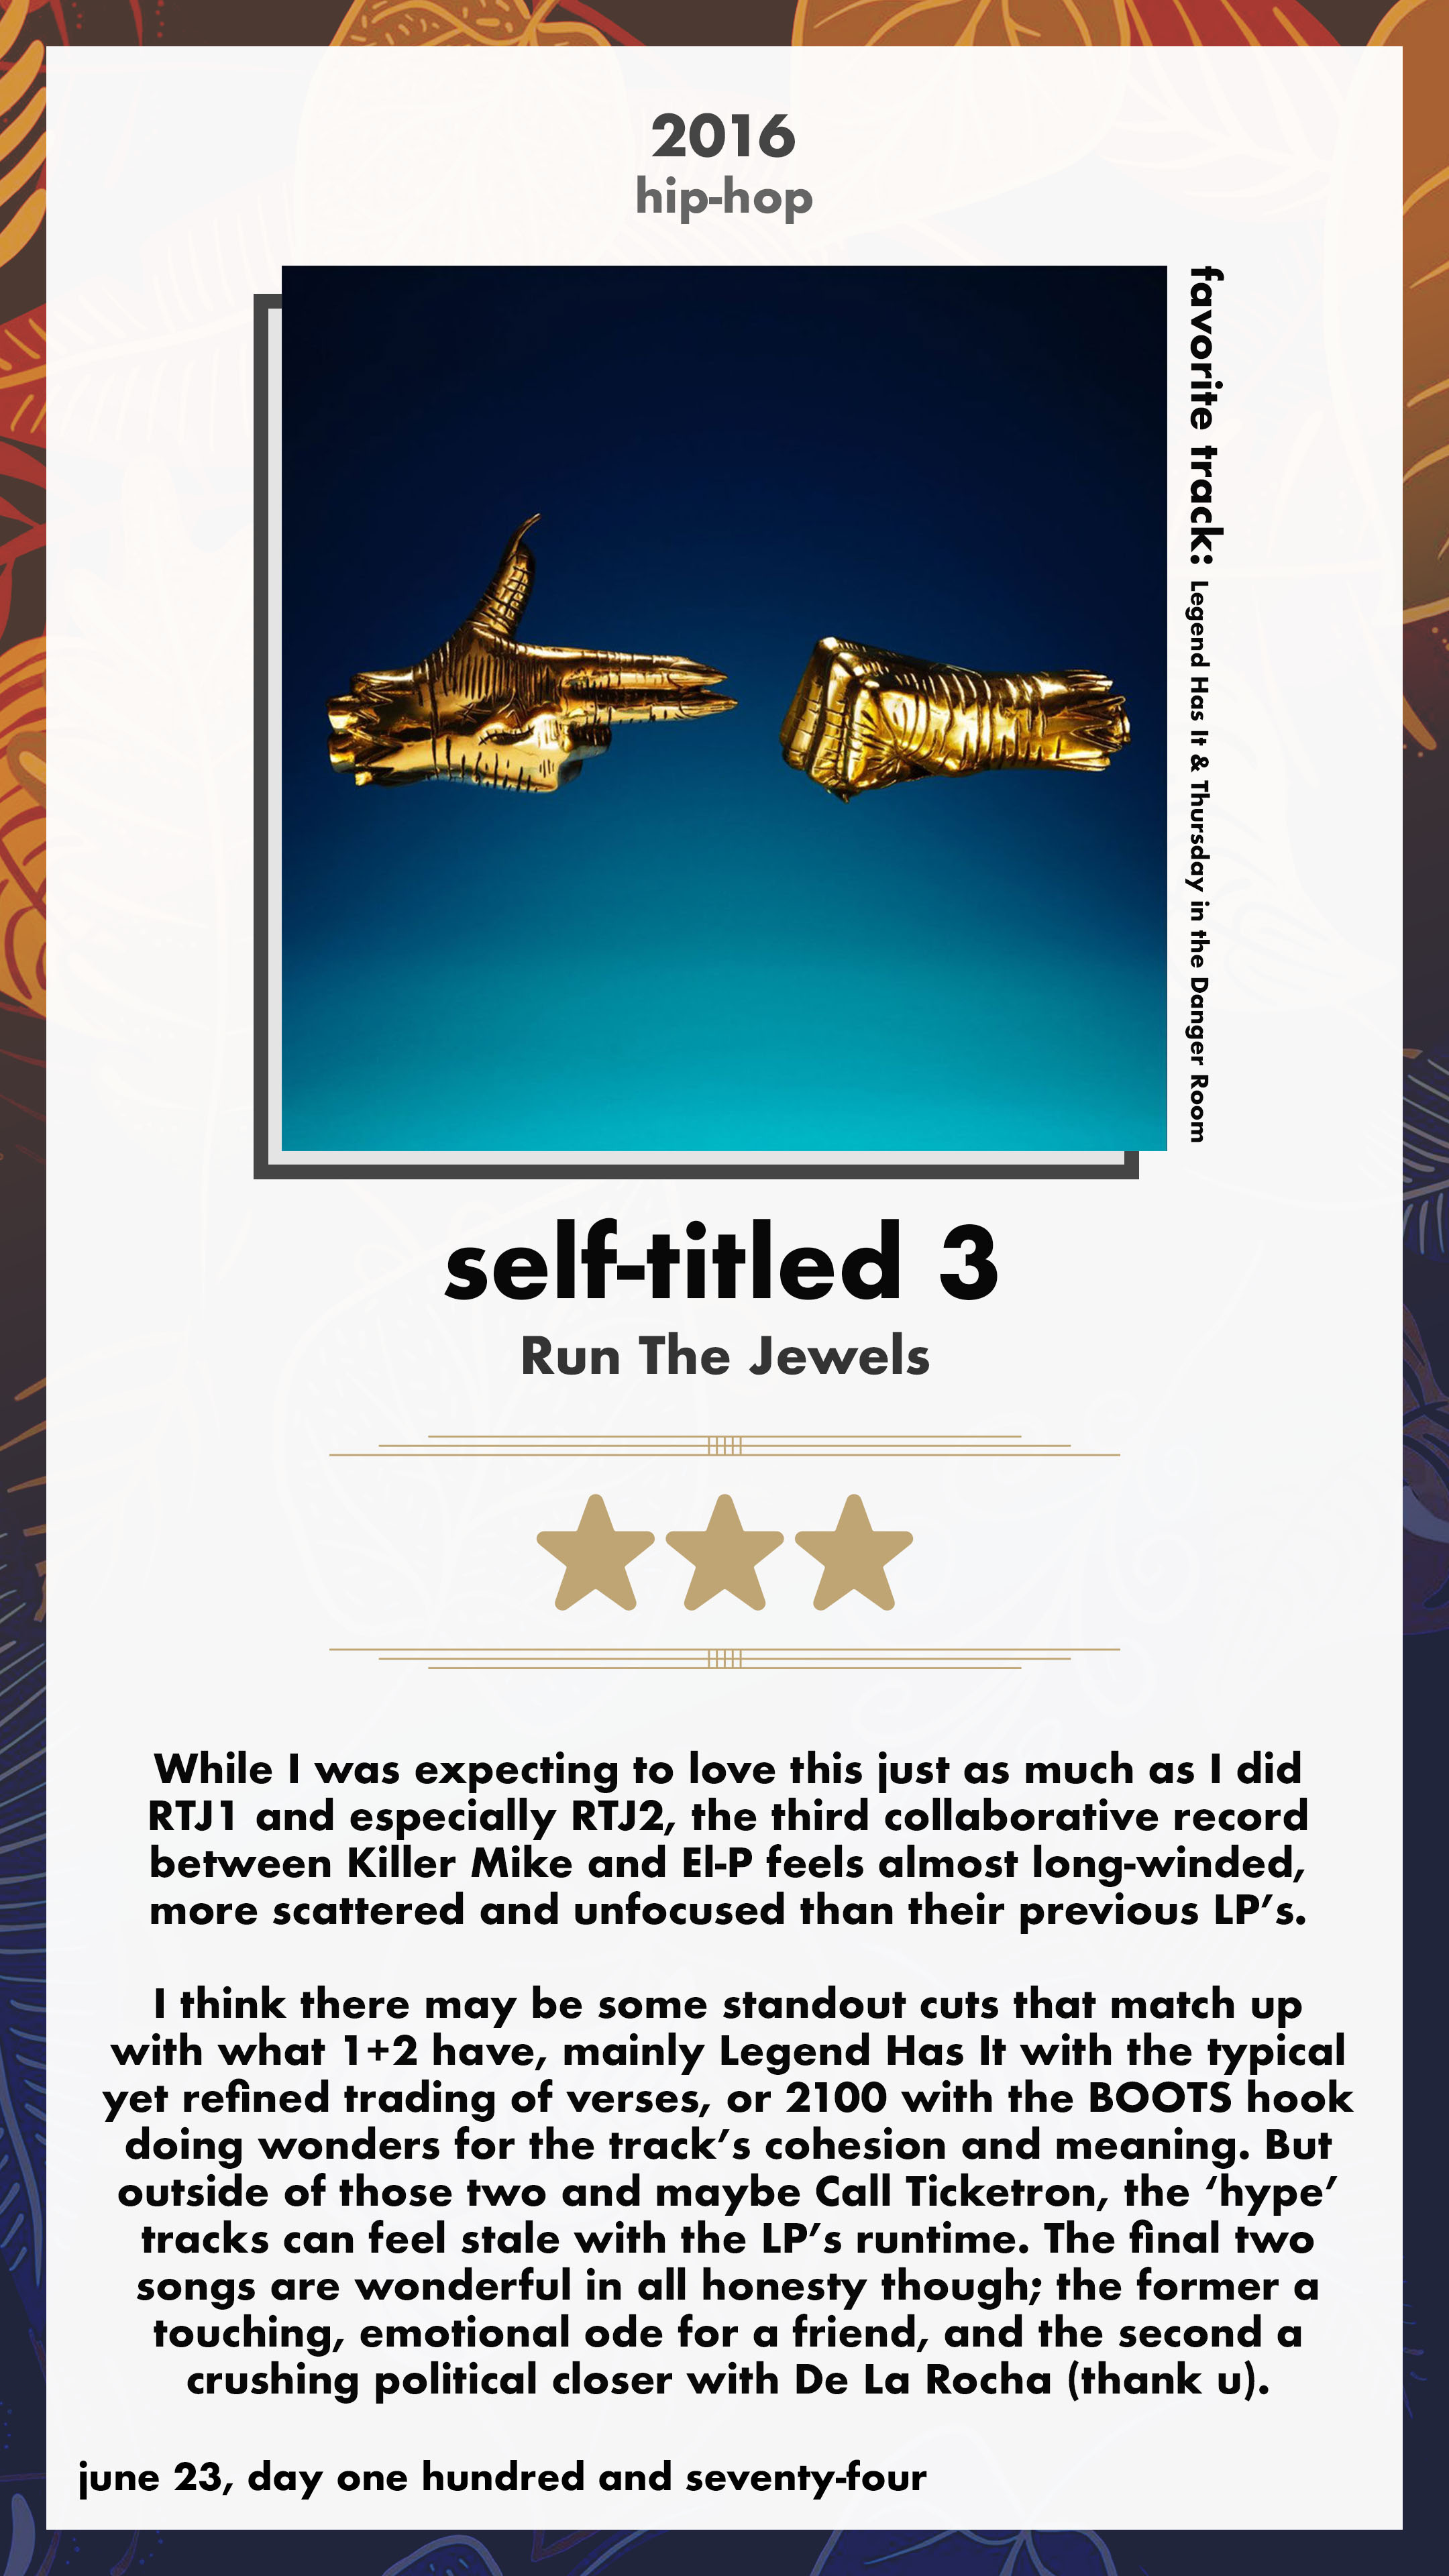 2016
hip-hop
favorite track: Legend Has It & Thursday in the Danger Room
self-titled 3
Run The Jewels
While I was expecting to love this just as much as I did
RTJ1 and especially RTJ2, the third collaborative record
between Killer Mike and El-P feels almost long-winded,
more scattered and unfocused than their previous LP’s.
I think there may be some standout cuts that match up
with what 1+2 have, mainly Legend Has It with the typical
yet refined trading of verses, or 2100 with the BOOTS hook
doing wonders for the track’s cohesion and meaning. But
outside of those two and maybe Call Ticketron, the ‘hype’
tracks can feel stale with the LP’s runtime. The final two
songs are wonderful in all honesty though; the former a
touching, emotional ode for a friend, and the second a
crushing political closer with De La Rocha (thank u).
june 23, day one hundred and seventy-four